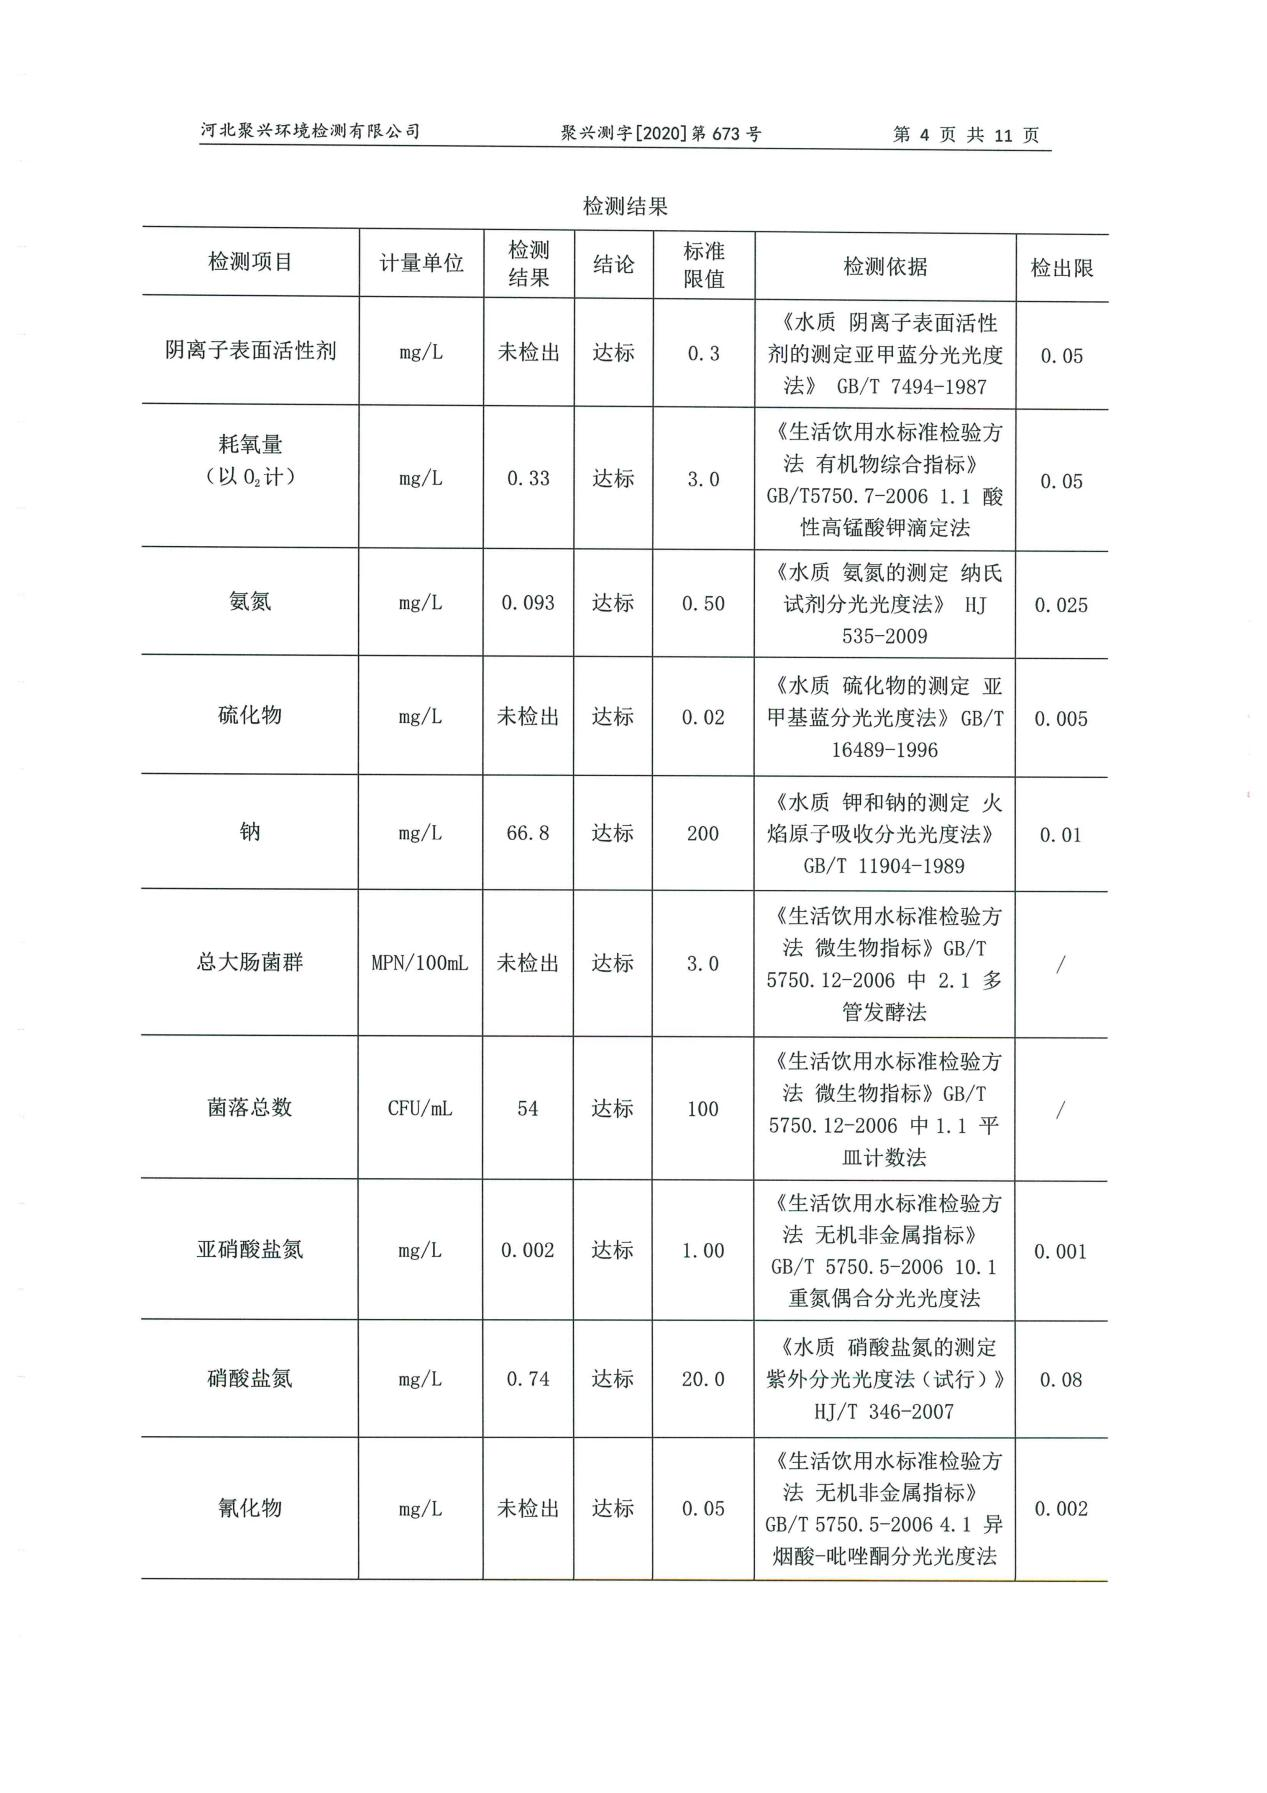 河北聚兴环境检测有限公司 聚兴测字[2020]第 673 号 第 4 页 共 11 页
检测结果
检测项目 计量单位 检测 结论 标准 检测依据 检出限
结果 限值
阴离子表面活性剂 mg/L 未检出 达标 0.3 《水质 阴离子表面活性 0.05
剂的测定亚甲蓝分光光度
法》 GB/T 7494-1987
耗氧量
（以 O₂计） mg/L 0.33 达标 3.0 《生活饮用水标准检验方 0.05
法 有机物综合指标》
GB/T5750.7-2006 1.1 酸
性高锰酸钾滴定法
氨氮 mg/L 0.093 达标 0.50 《水质 氨氮的测定 纳氏 0.025
试剂分光光度法》 HJ
535-2009
硫化物 mg/L 未检出 达标 0.02 《水质 硫化物的测定 亚 0.005
甲基蓝分光光度法》GB/T
16489-1996
钠 mg/L 66.8 达标 200 《水质 钾和钠的测定 火 0.01
焰原子吸收分光光度法》
GB/T 11904-1989
总大肠菌群 MPN/100mL 未检出 达标 3.0 《生活饮用水标准检验方 /
法 微生物指标》GB/T
5750.12-2006 中 2.1 多
管发酵法
菌落总数 CFU/mL 54 达标 100 《生活饮用水标准检验方 /
法 微生物指标》GB/T
5750.12-2006 中 1.1 平
皿计数法
亚硝酸盐氮 mg/L 0.002 达标 1.00 《生活饮用水标准检验方 0.001
法 无机非金属指标》
GB/T 5750.5-2006 10.1
重氮偶合分光光度法
硝酸盐氮 mg/L 0.74 达标 20.0 《水质 硝酸盐氮的测定 0.08
紫外分光光度法（试行）》
HJ/T 346-2007
氰化物 mg/L 未检出 达标 0.05 《生活饮用水标准检验方 0.002
法 无机非金属指标》
GB/T 5750.5-2006 4.1 异
烟酸-吡唑酮分光光度法